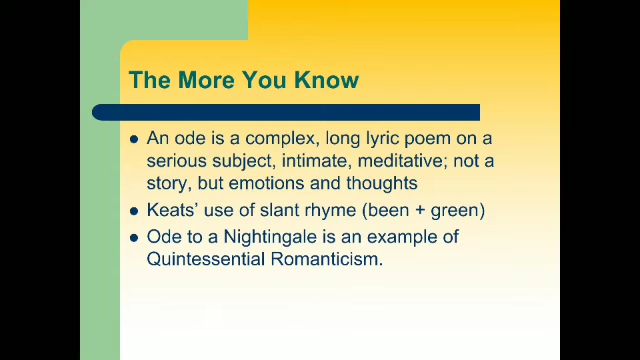 The More You Know
● An ode is a complex, long lyric poem on a
serious subject, intimate, meditative; not a
story, but emotions and thoughts
● Keats’ use of slant rhyme (been + green)
● Ode to a Nightingale is an example of
Quintessential Romanticism.